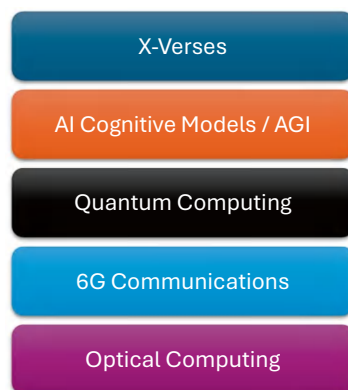 X-Verses
AI Cognitive Models / AGI
Quantum Computing
6G Communications
Optical Computing